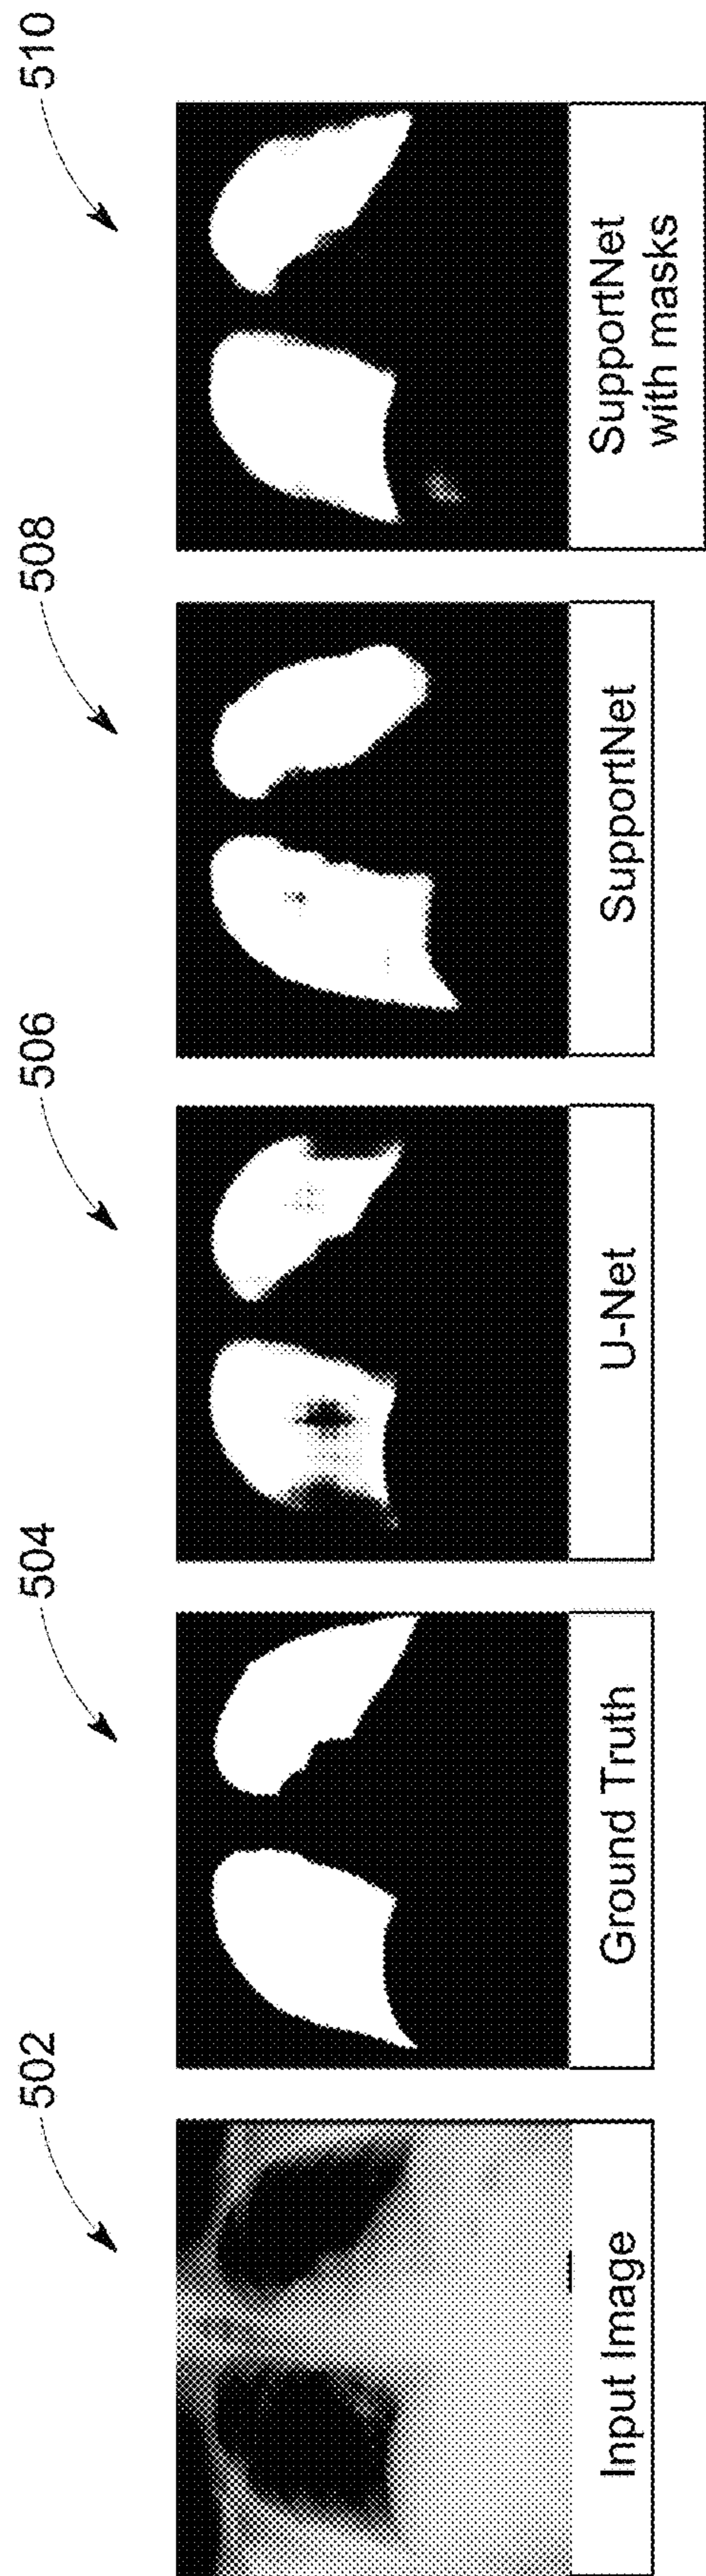 502
504
506
508
510
Input Image
Ground Truth
U-Net
SupportNet
SupportNet
with masks